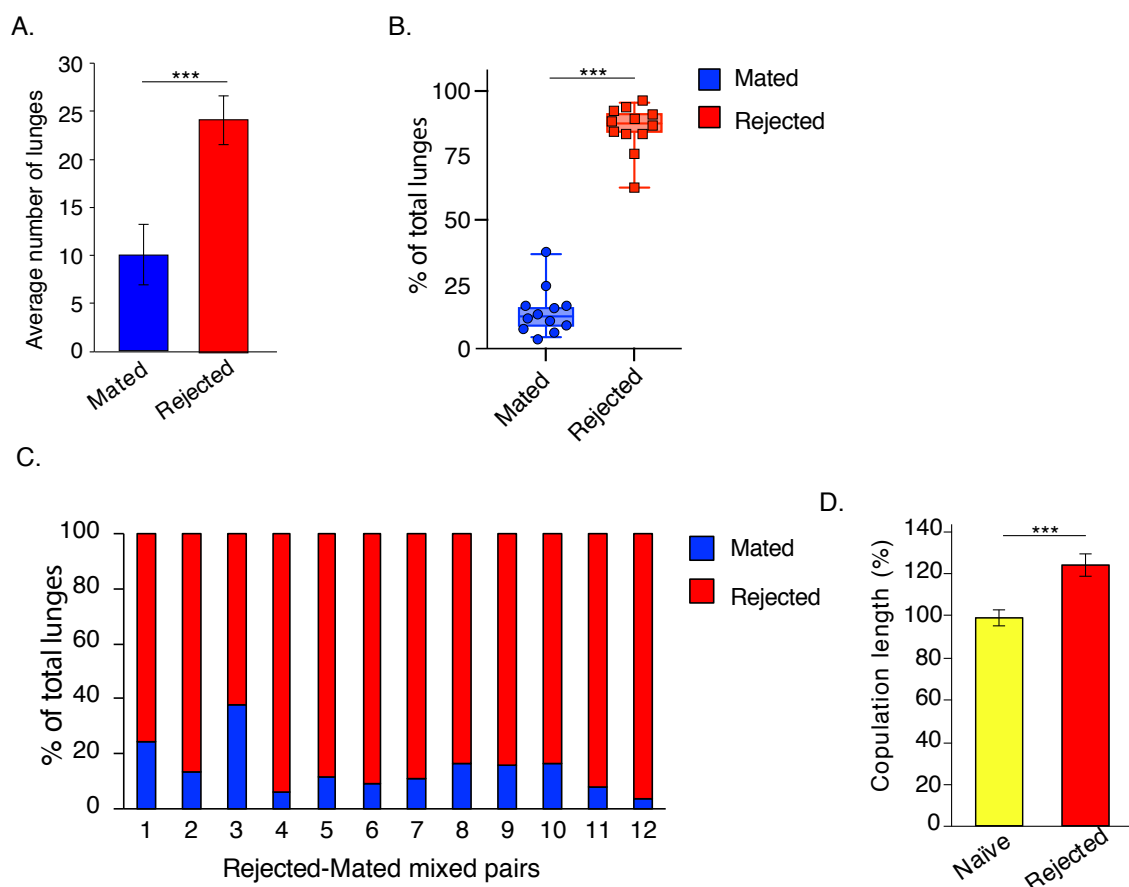 A.
Average number of lunges
30
25
20
15
10
5
0
***
Mated
Rejected
B.
% of total lunges
100
75
50
25
0
***
Mated
Rejected
Mated
Rejected
C.
% of total lunges
100
80
60
40
20
0
1 2 3 4 5 6 7 8 9 10 11 12
Rejected-Mated mixed pairs
Mated
Rejected
D.
Copulation length (%)
140
120
100
80
60
40
20
0
***
Naïve
Rejected